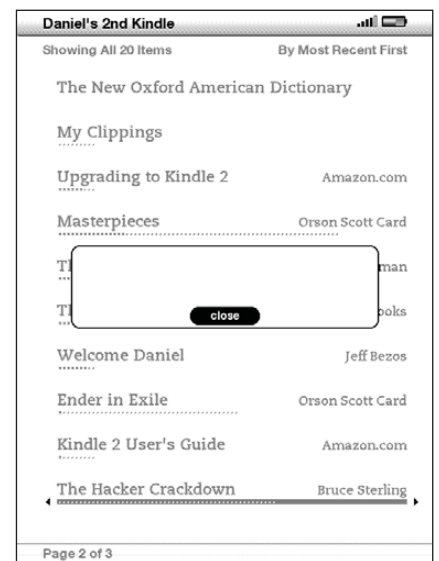 Daniel's 2nd Kindle
Showing All 20 Items By Most Recent First
The New Oxford American Dictionary
My Clippings
Upgrading to Kindle 2 Amazon.com
Masterpieces Orson Scott Card
close
Welcome Daniel Jeff Bezos
Ender in Exile Orson Scott Card
Kindle 2 User's Guide Amazon.com
The Hacker Crackdown Bruce Sterling
Page 2 of 3